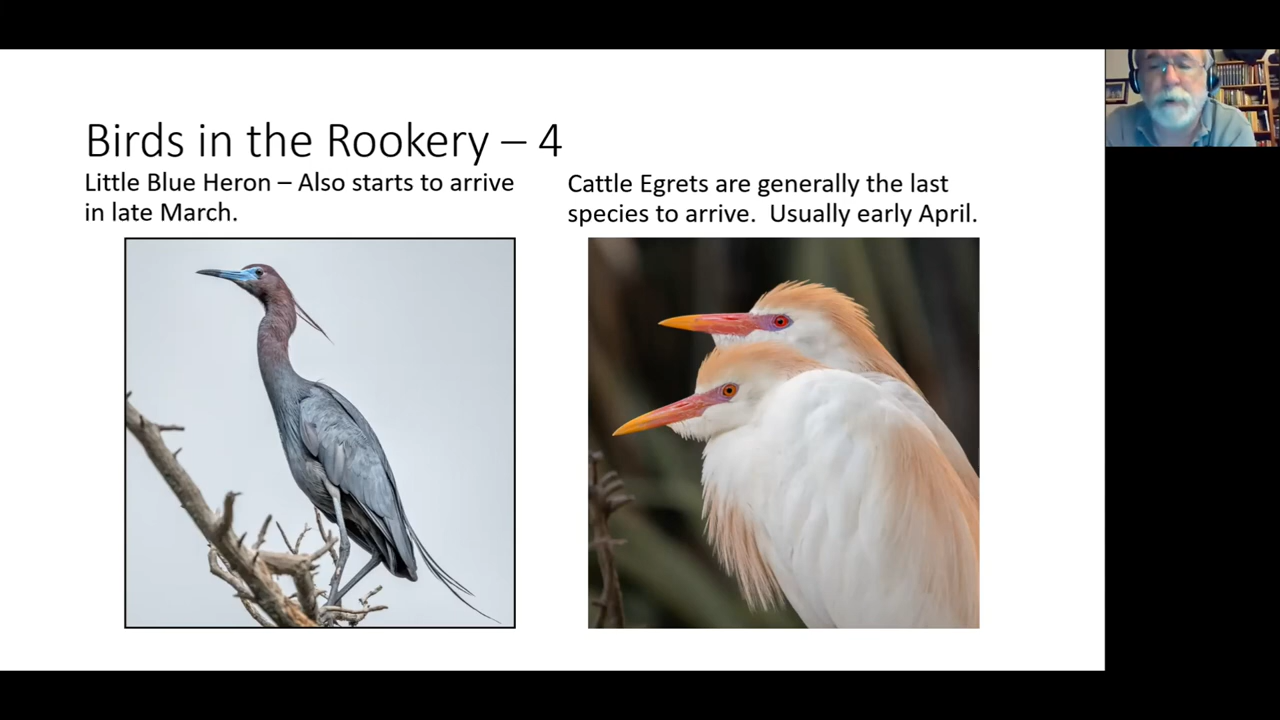 Birds in the Rookery – 4
Little Blue Heron – Also starts to arrive
in late March.
Cattle Egrets are generally the last
species to arrive.  Usually early April.